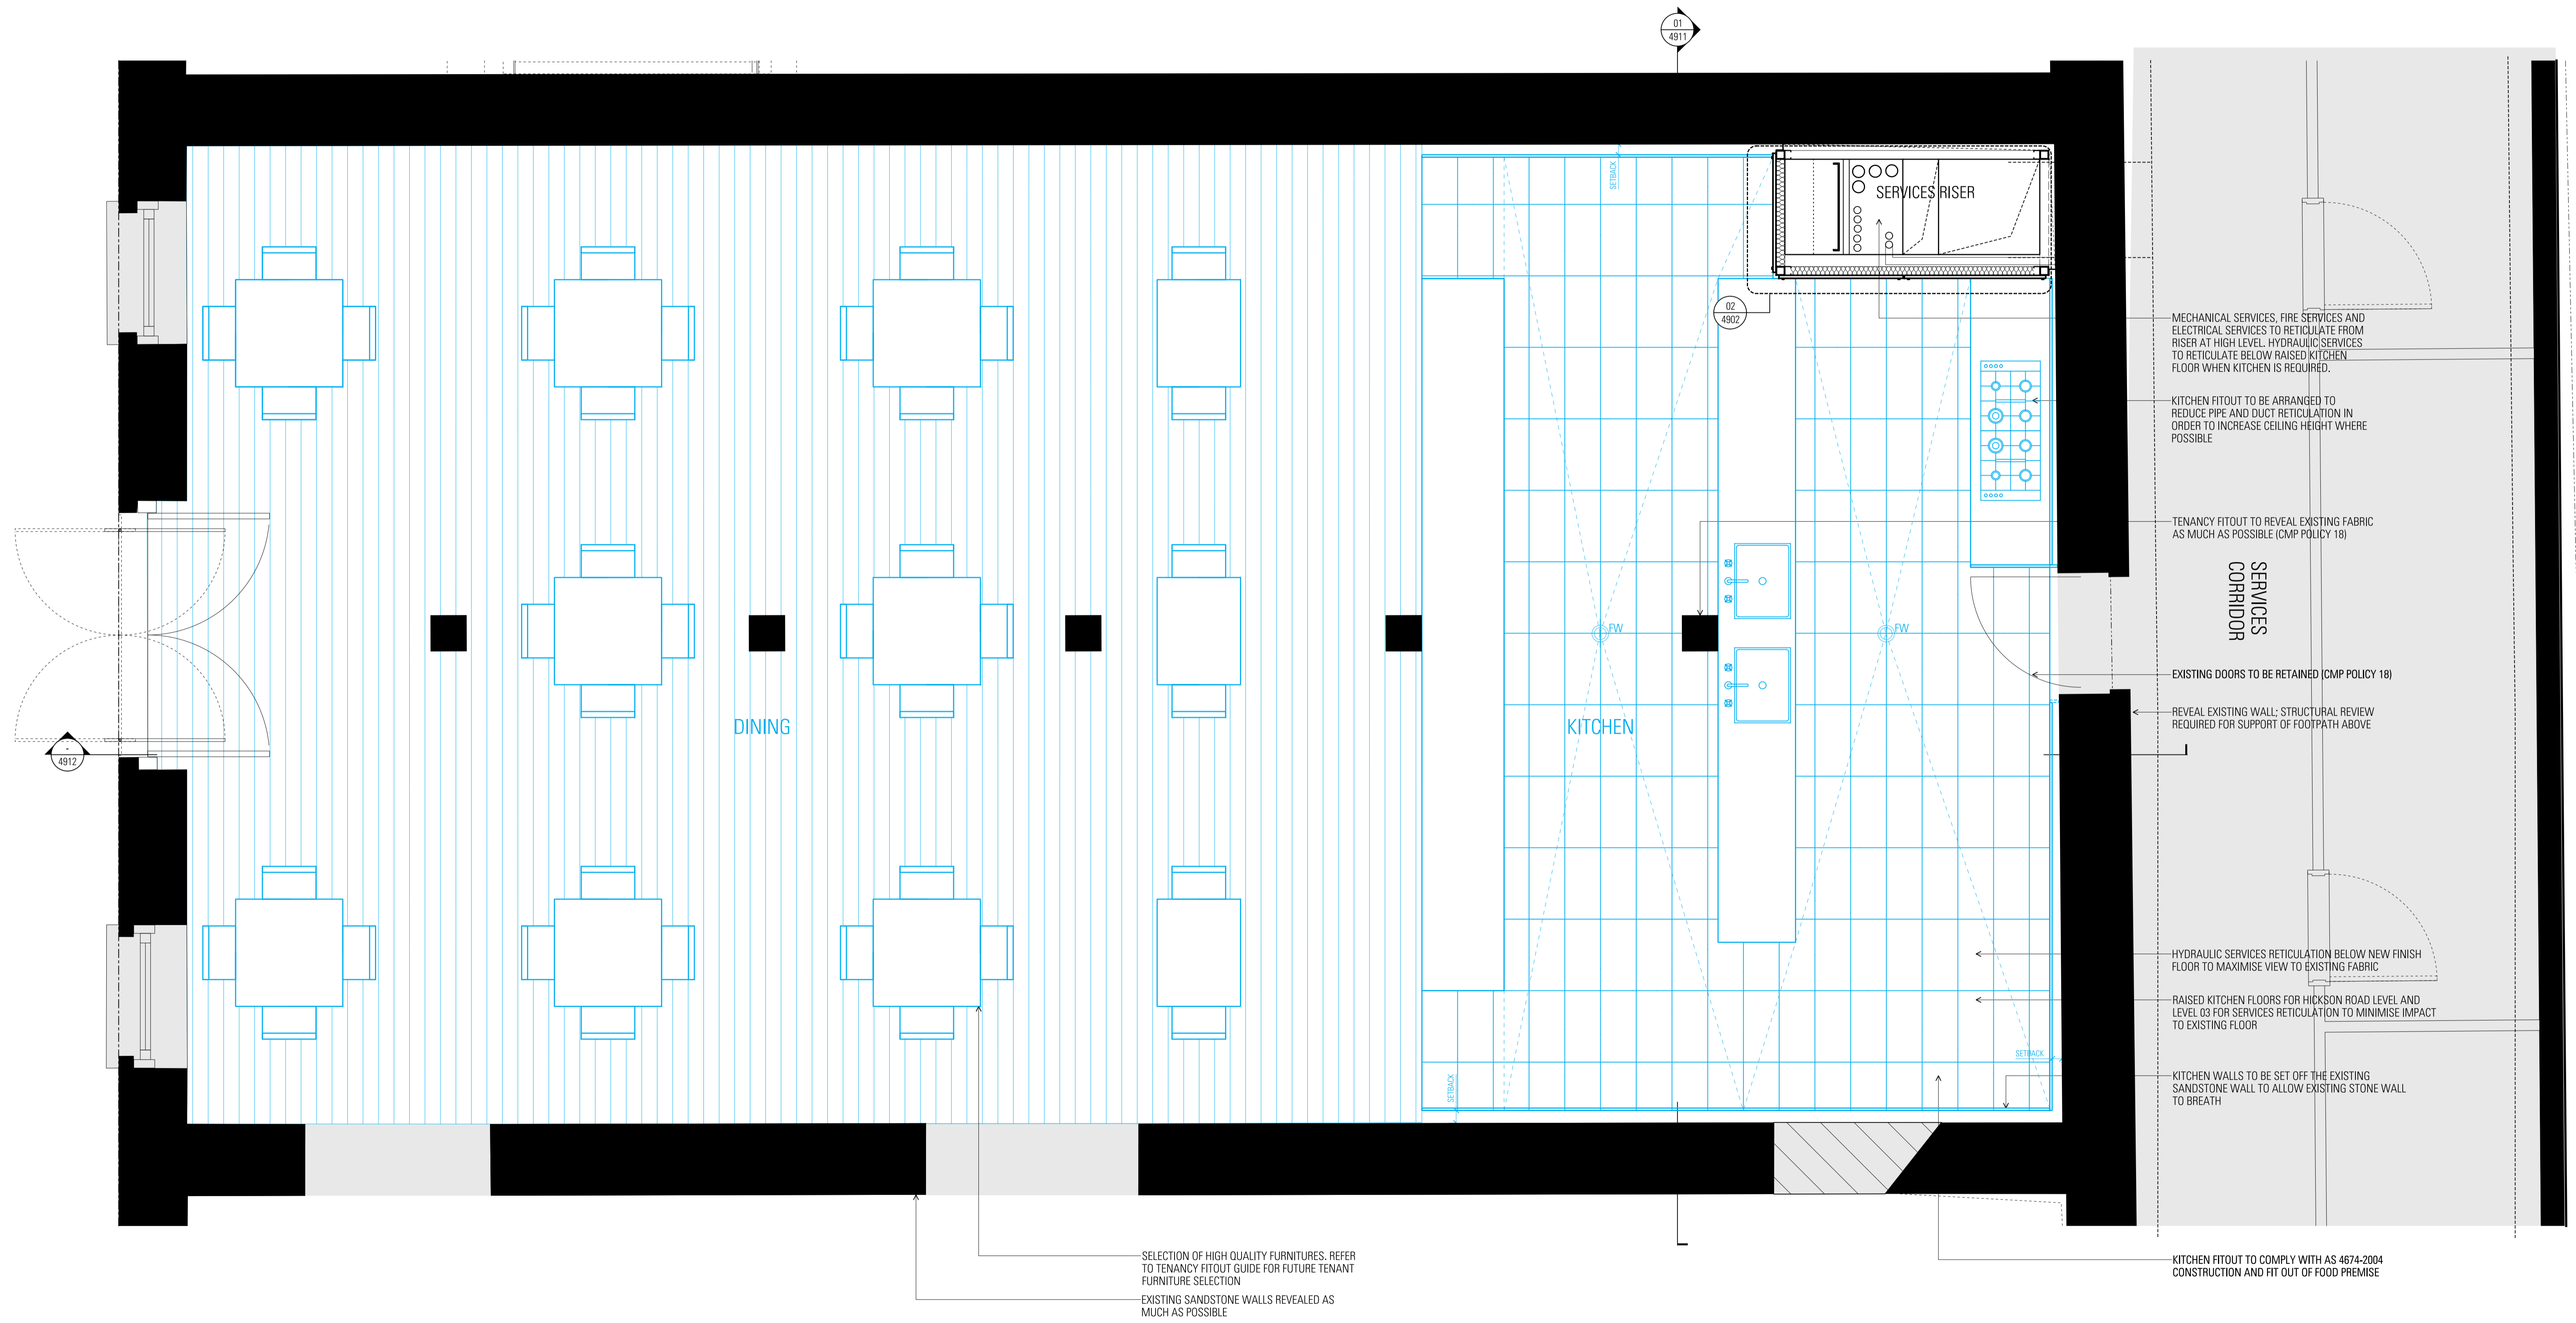 01
4911
SETBACK
SERVICES RISER
02
4902
MECHANICAL SERVICES, FIRE SERVICES AND
ELECTRICAL SERVICES TO RETICULATE FROM
RISER AT HIGH LEVEL. HYDRAULIC SERVICES
TO RETICULATE BELOW RAISED KITCHEN
FLOOR WHEN KITCHEN IS REQUIRED.
KITCHEN FITOUT TO BE ARRANGED TO
REDUCE PIPE AND DUCT RETICULATION IN
ORDER TO INCREASE CEILING HEIGHT WHERE
POSSIBLE
TENANCY FITOUT TO REVEAL EXISTING FABRIC
AS MUCH AS POSSIBLE (CMP POLICY 18)
SERVICES
CORRIDOR
FW
FW
EXISTING DOORS TO BE RETAINED (CMP POLICY 18)
REVEAL EXISTING WALL; STRUCTURAL REVIEW
REQUIRED FOR SUPPORT OF FOOTPATH ABOVE
DINING
KITCHEN
-
4912
HYDRAULIC SERVICES RETICULATION BELOW NEW FINISH
FLOOR TO MAXIMISE VIEW TO EXISTING FABRIC
RAISED KITCHEN FLOORS FOR HICKSON ROAD LEVEL AND
LEVEL 03 FOR SERVICES RETICULATION TO MINIMISE IMPACT
TO EXISTING FLOOR
SETBACK
SETBACK
KITCHEN WALLS TO BE SET OFF THE EXISTING
SANDSTONE WALL TO ALLOW EXISTING STONE WALL
TO BREATH
SELECTION OF HIGH QUALITY FURNITURES. REFER
TO TENANCY FITOUT GUIDE FOR FUTURE TENANT
FURNITURE SELECTION
EXISTING SANDSTONE WALLS REVEALED AS
MUCH AS POSSIBLE
KITCHEN FITOUT TO COMPLY WITH AS 4674-2004
CONSTRUCTION AND FIT OUT OF FOOD PREMISE